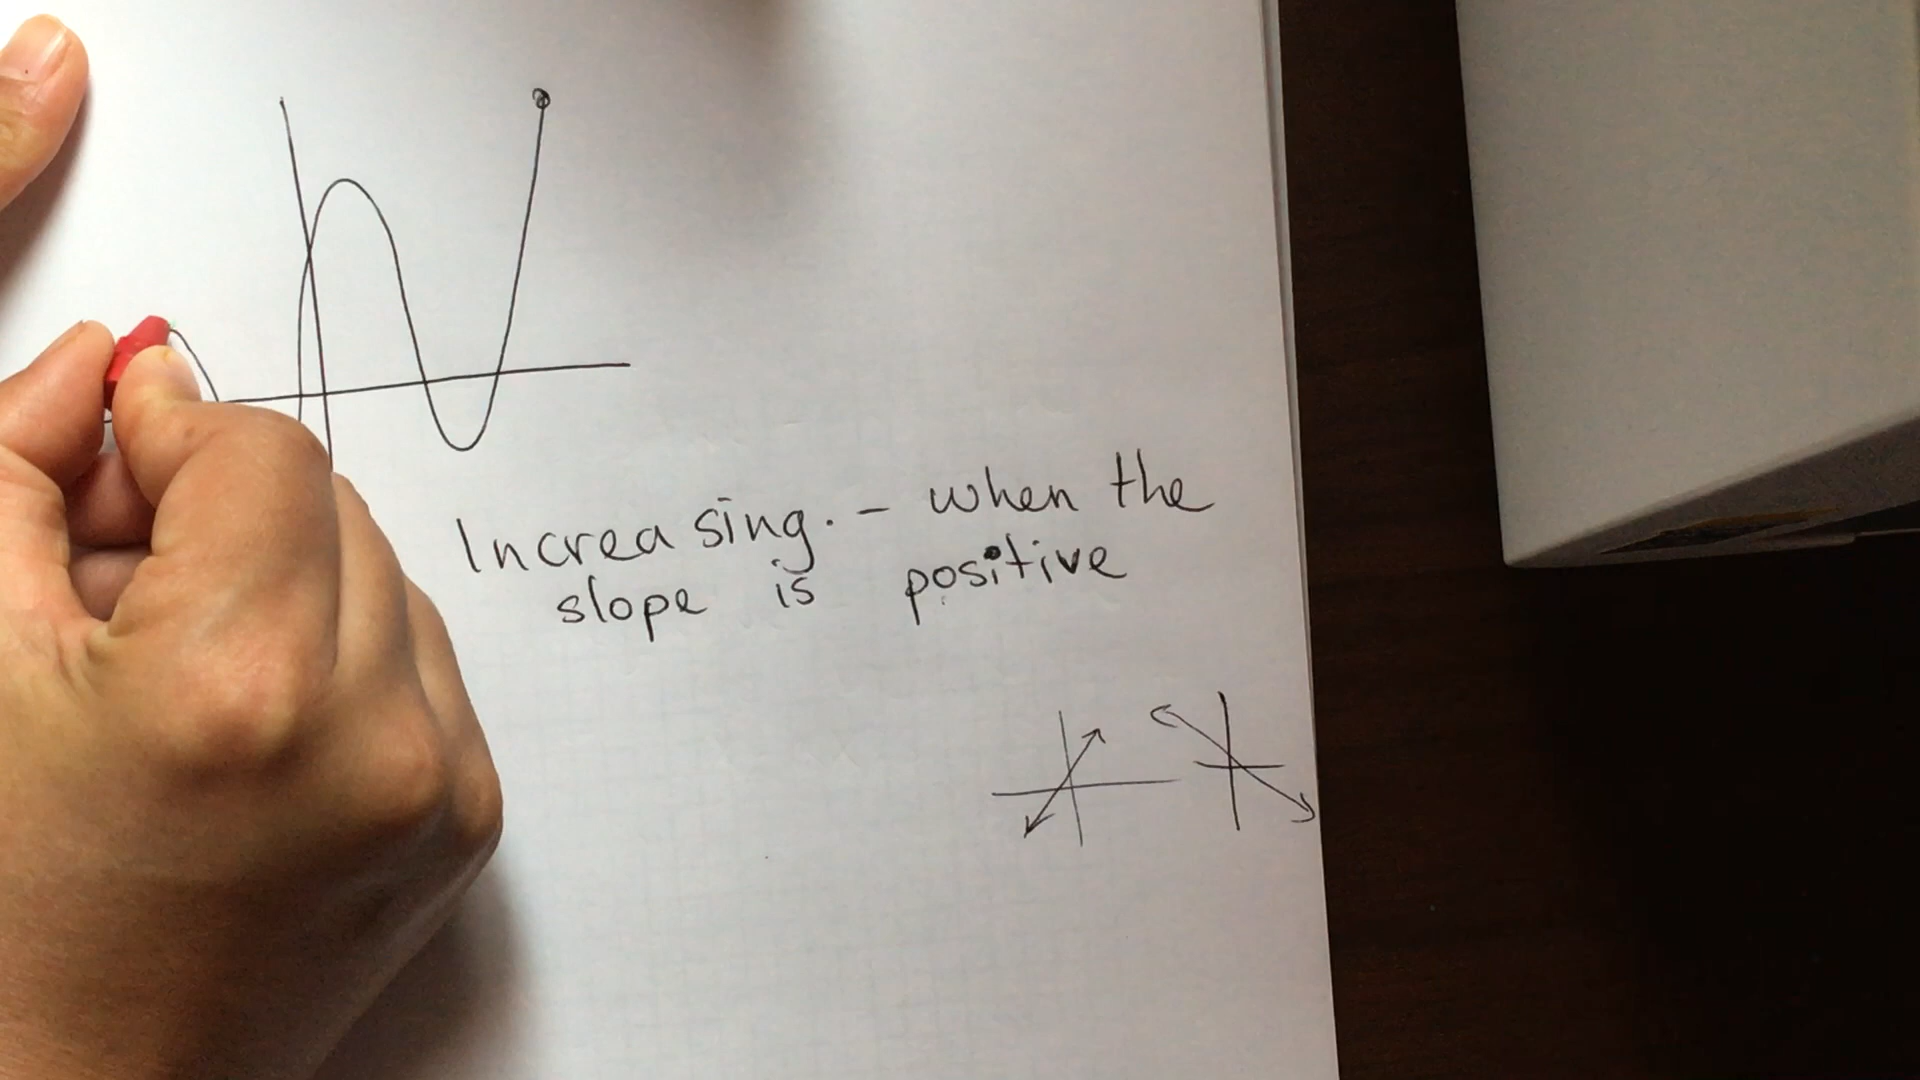 Increasing. - when the
slope is positive